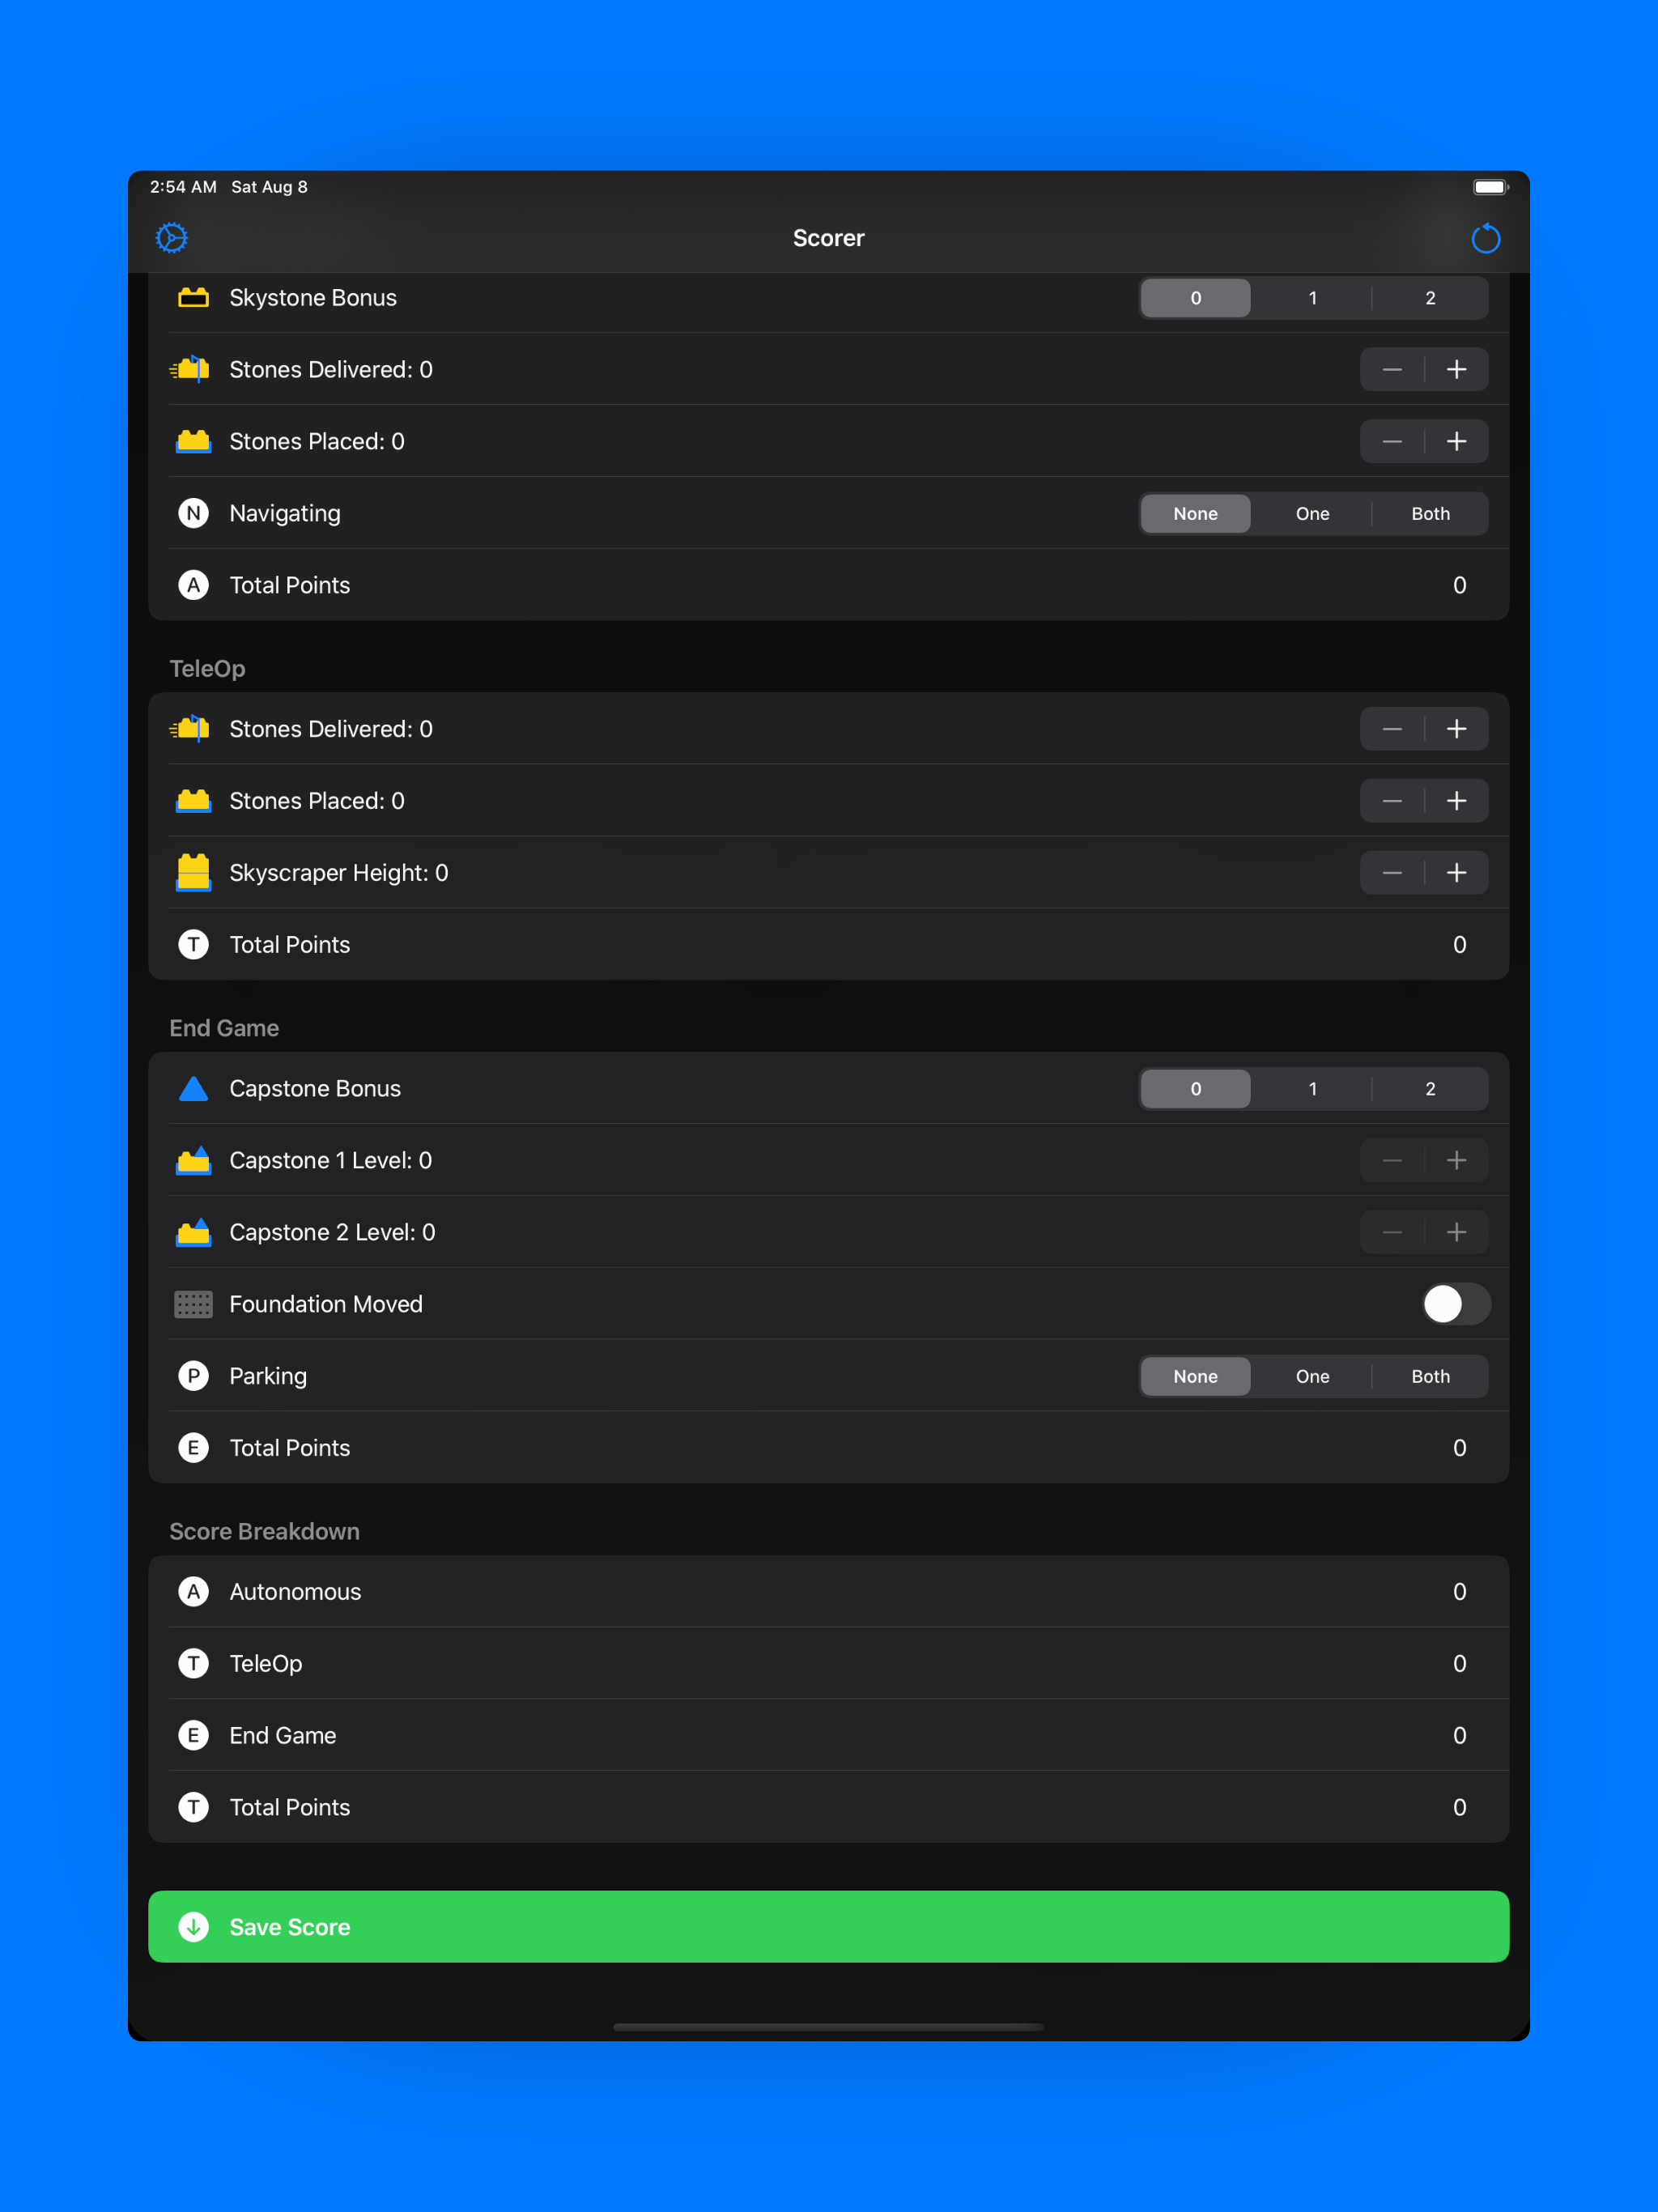 2:54 AM Sat Aug 8
Scorer
Skystone Bonus 0 1 2
Stones Delivered: 0 − +
Stones Placed: 0 − +
N Navigating None One Both
A Total Points 0
TeleOp
Stones Delivered: 0 − +
Stones Placed: 0 − +
Skyscraper Height: 0 − +
T Total Points 0
End Game
Capstone Bonus 0 1 2
Capstone 1 Level: 0 − +
Capstone 2 Level: 0 − +
Foundation Moved
P Parking None One Both
E Total Points 0
Score Breakdown
A Autonomous 0
T TeleOp 0
E End Game 0
T Total Points 0
Save Score